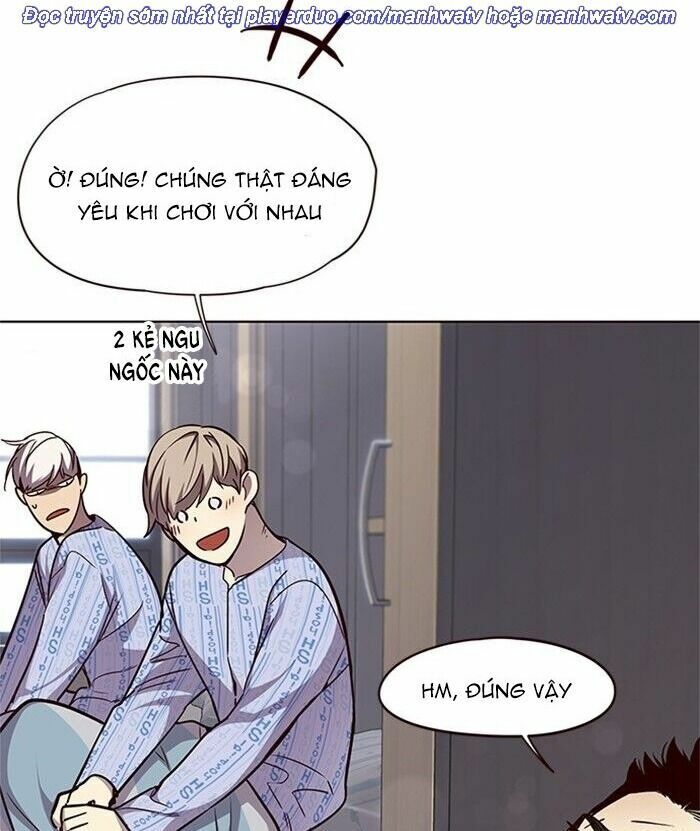 Đọc truyện sớm nhất tại playerduo.com/manhwatv hoặc manhwatv.com
Ờ! ĐÚNG! CHÚNG THẬT ĐÁNG
YÊU KHI CHƠI VỚI NHAU
2 KẺ NGU
NGỐC NÀY
HM, ĐÚNG VẬY